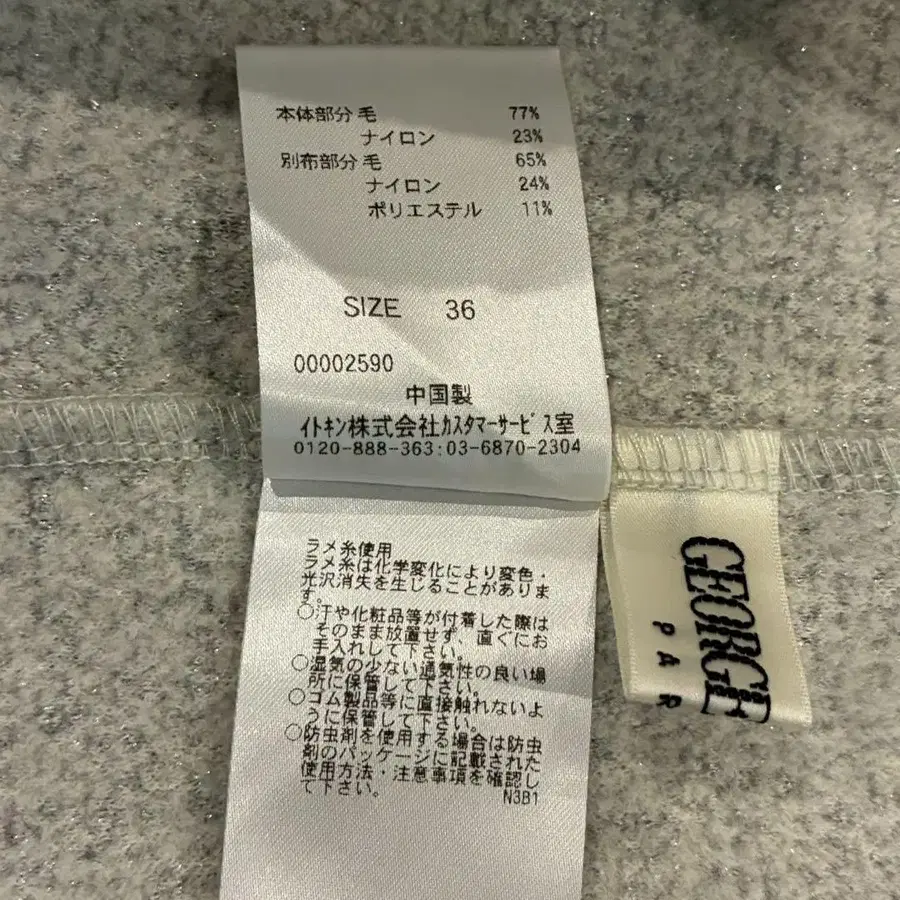 本体部分 毛 77%
ナイロン 23%
別布部分 毛 65%
ナイロン 24%
ポリエステル 11%
SIZE 36
00002590
中国製
イトキン株式会社カスタマーサービス室
0120-888-363:03-6870-2304
ラメ糸使用
ラメ糸は化学変化により変色・
光沢消失を生じることがありま
す。
○汗や化粧品等が付着した際は
そのまま放置せず、直ぐにお
手入れして下さい。
○湿気の少ない通気性の良い場
所に保管して下さい。
○ゴム製品等に直接触れないよ
うに保管して下さい。
○防虫剤を使用する場合は防虫
剤のパッケージに記載された
使用方法・注意事項を確認し
て下さい。
N3B1
GEORGE
PAR